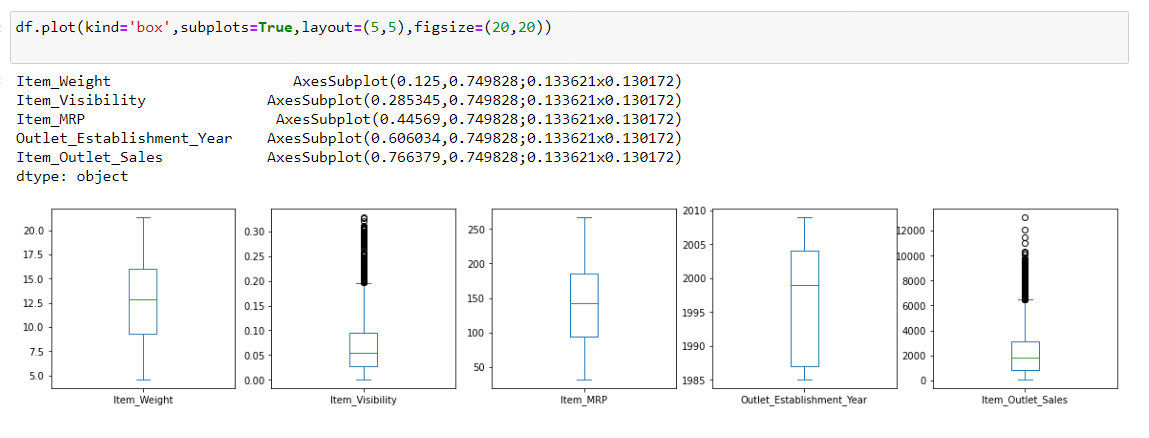 df.plot(kind='box',subplots=True,layout=(5,5),figsize=(20,20))
Item_Weight AxesSubplot(0.125,0.749828;0.133621x0.130172)
Item_Visibility AxesSubplot(0.285345,0.749828;0.133621x0.130172)
Item_MRP AxesSubplot(0.44569,0.749828;0.133621x0.130172)
Outlet_Establishment_Year AxesSubplot(0.606034,0.749828;0.133621x0.130172)
Item_Outlet_Sales AxesSubplot(0.766379,0.749828;0.133621x0.130172)
dtype: object
20.0
17.5
15.0
12.5
10.0
7.5
5.0
Item_Weight
0.30
0.25
0.20
0.15
0.10
0.05
0.00
Item_Visibility
250
200
150
100
50
Item_MRP
2010
2005
2000
1995
1990
1985
Outlet_Establishment_Year
12000
10000
8000
6000
4000
2000
0
Item_Outlet_Sales